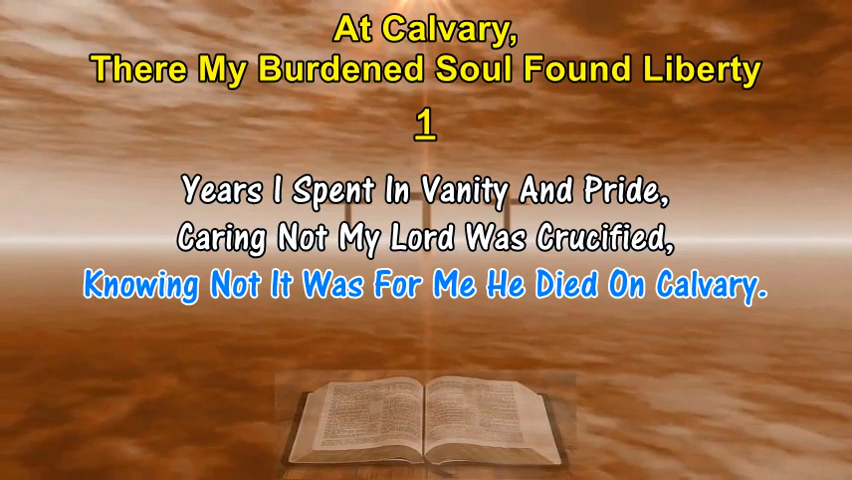 At Calvary,
There My Burdened Soul Found Liberty
1
Years I Spent In Vanity And Pride,
Caring Not My Lord Was Crucified,
Knowing Not It Was For Me He Died On Calvary.